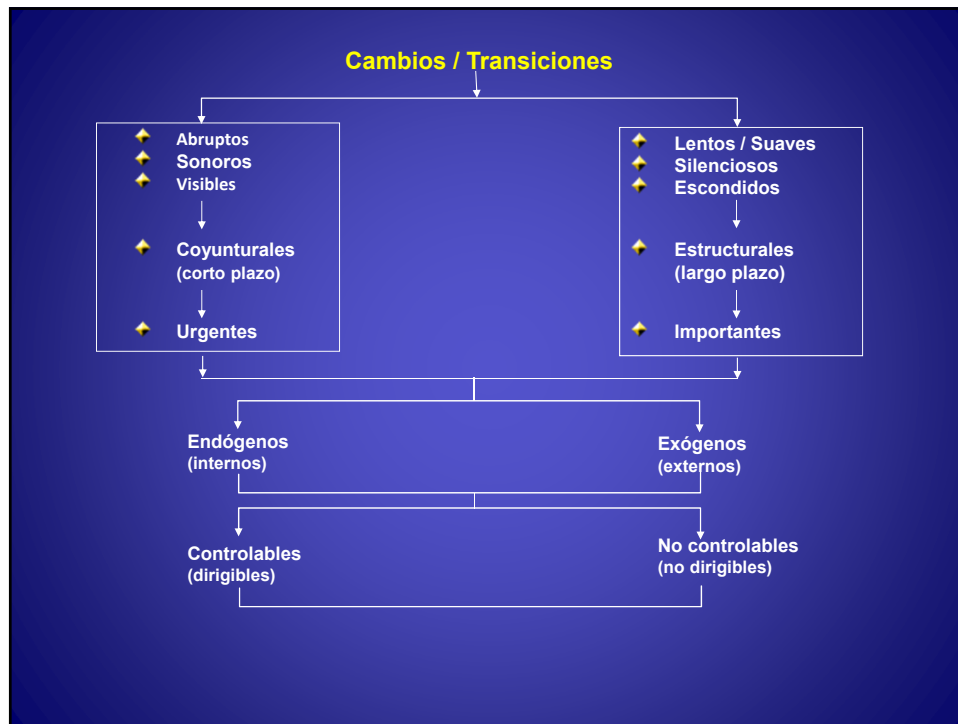 Cambios / Transiciones
Abruptos
Sonoros
Visibles
Coyunturales
(corto plazo)
Urgentes
Lentos / Suaves
Silenciosos
Escondidos
Estructurales
(largo plazo)
Importantes
Endógenos
(internos)
Exógenos
(externos)
Controlables
(dirigibles)
No controlables
(no dirigibles)